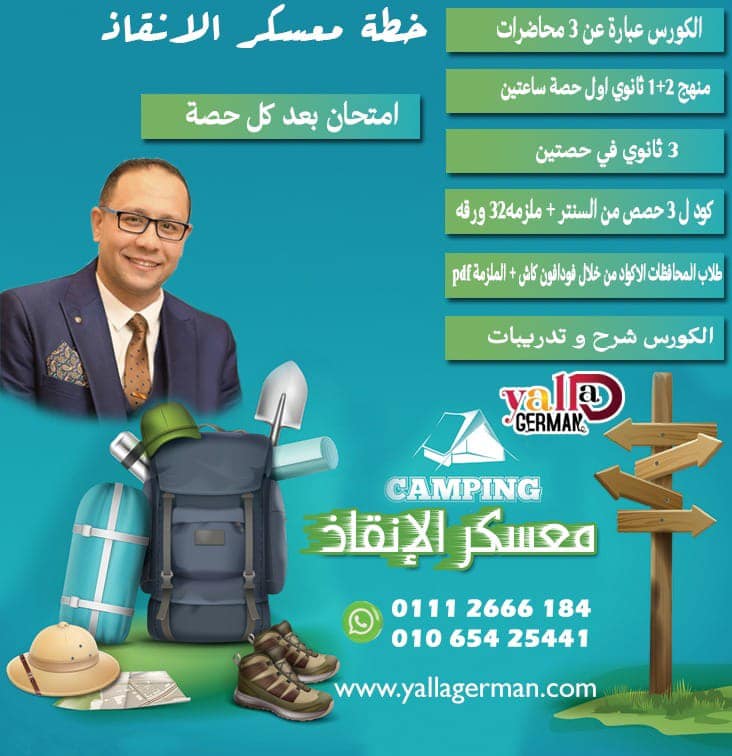 خطة معسكر الانقاذ
امتحان بعد كل حصة
الكورس عبارة عن 3 محاضرات
منهج 2+1 ثانوي اول حصة ساعتين
3 ثانوي في حصتين
كود ل 3 حصص من السنتر + ملزمه32 ورقه
طلاب المحافظات الاكواد من خلال فودافون كاش + الملزمة pdf
الكورس شرح و تدريبات
yalla
GERMAN
CAMPING
معسكر الإنقاذ
0111 2666 184
010 654 25441
www.yallagerman.com